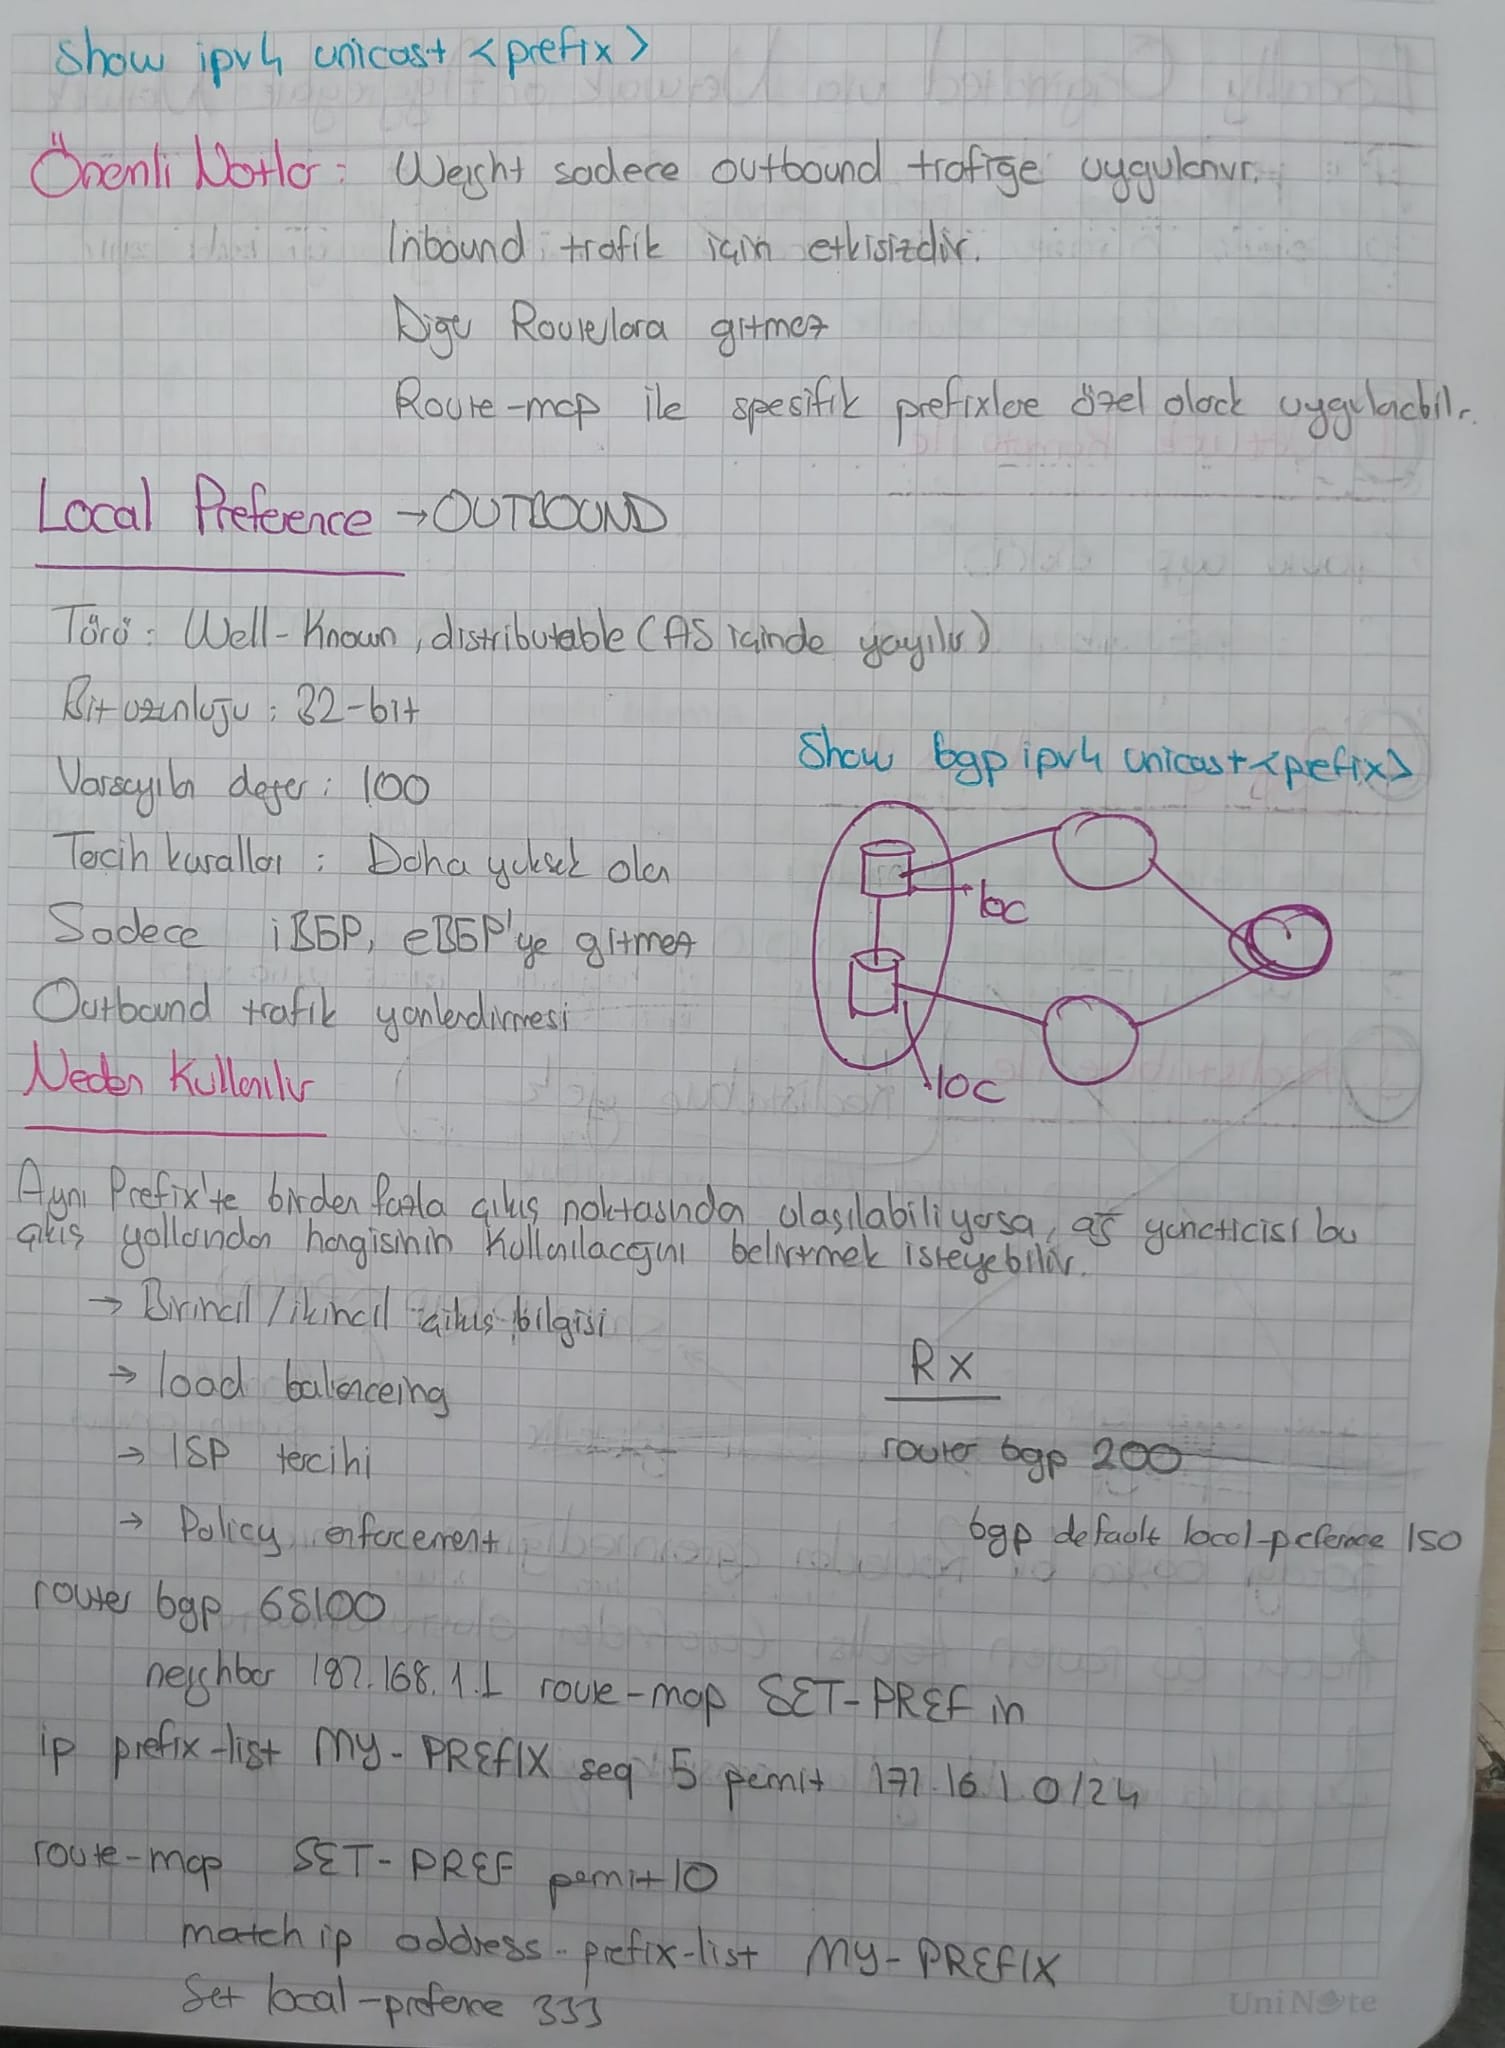 Show ipv4 unicast <prefix>
Önemli Notlar: Weight sadece outbound trafiğe uygulanır.
Inbound trafik için etkisizdir.
Diğer Routerlara gitmez
Route-map ile spesifik prefixlere özel olarak uygulanabilir.
Local Preference → OUTBOUND
Türü: Well-Known, distributable (AS içinde yayılır)
Bit uzunluğu: 32-bit
Show bgp ipv4 unicast <prefix>
Varsayılan değer: 100
Tercih kuralları: Daha yüksek olan
loc
Sadece iBGP, eBGP'ye gitmez
Outbound trafik yönlendirmesi
loc
Neden Kullanılır
Aynı Prefix'te birden fazla çıkış noktasından ulaşılabiliyorsa, ağ yöneticisi bu
çıkış yollarından hangisinin kullanılacağını belirtmek isteyebilir.
→ Birincil/ikincil çıkış bilgisi
Rx
→ load balanceing
→ ISP tercihi
router bgp 200
→ Policy enforcement
bgp default local-preference 150
router bgp 65100
neighbor 192.168.1.1 route-map SET-PREF in
ip prefix-list MY-PREFIX seq 5 permit 172.16.1.0/24
route-map SET-PREF permit 10
match ip address prefix-list MY-PREFIX
Set local-prefence 333
UniNote